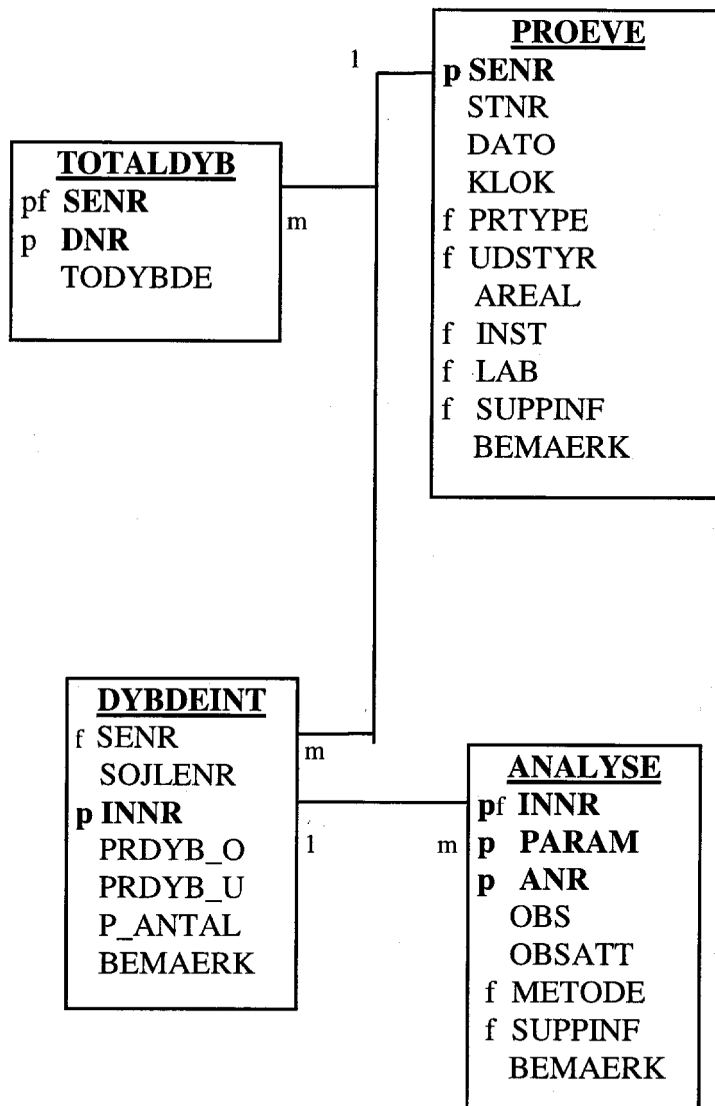 PROEVE
p SENR
STNR
DATO
KLOK
f PRTYPE
f UDSTYR
AREAL
f INST
f LAB
f SUPPINF
BEMAERK
1
TOTALDYB
pf SENR
p DNR
TODYBDE
m
DYBDEINT
f SENR
SOJLENR
p INNR
PRDYB_O
PRDYB_U
P_ANTAL
BEMAERK
m
1
m
ANALYSE
pf INNR
p PARAM
p ANR
OBS
OBSATT
f METODE
f SUPPINF
BEMAERK